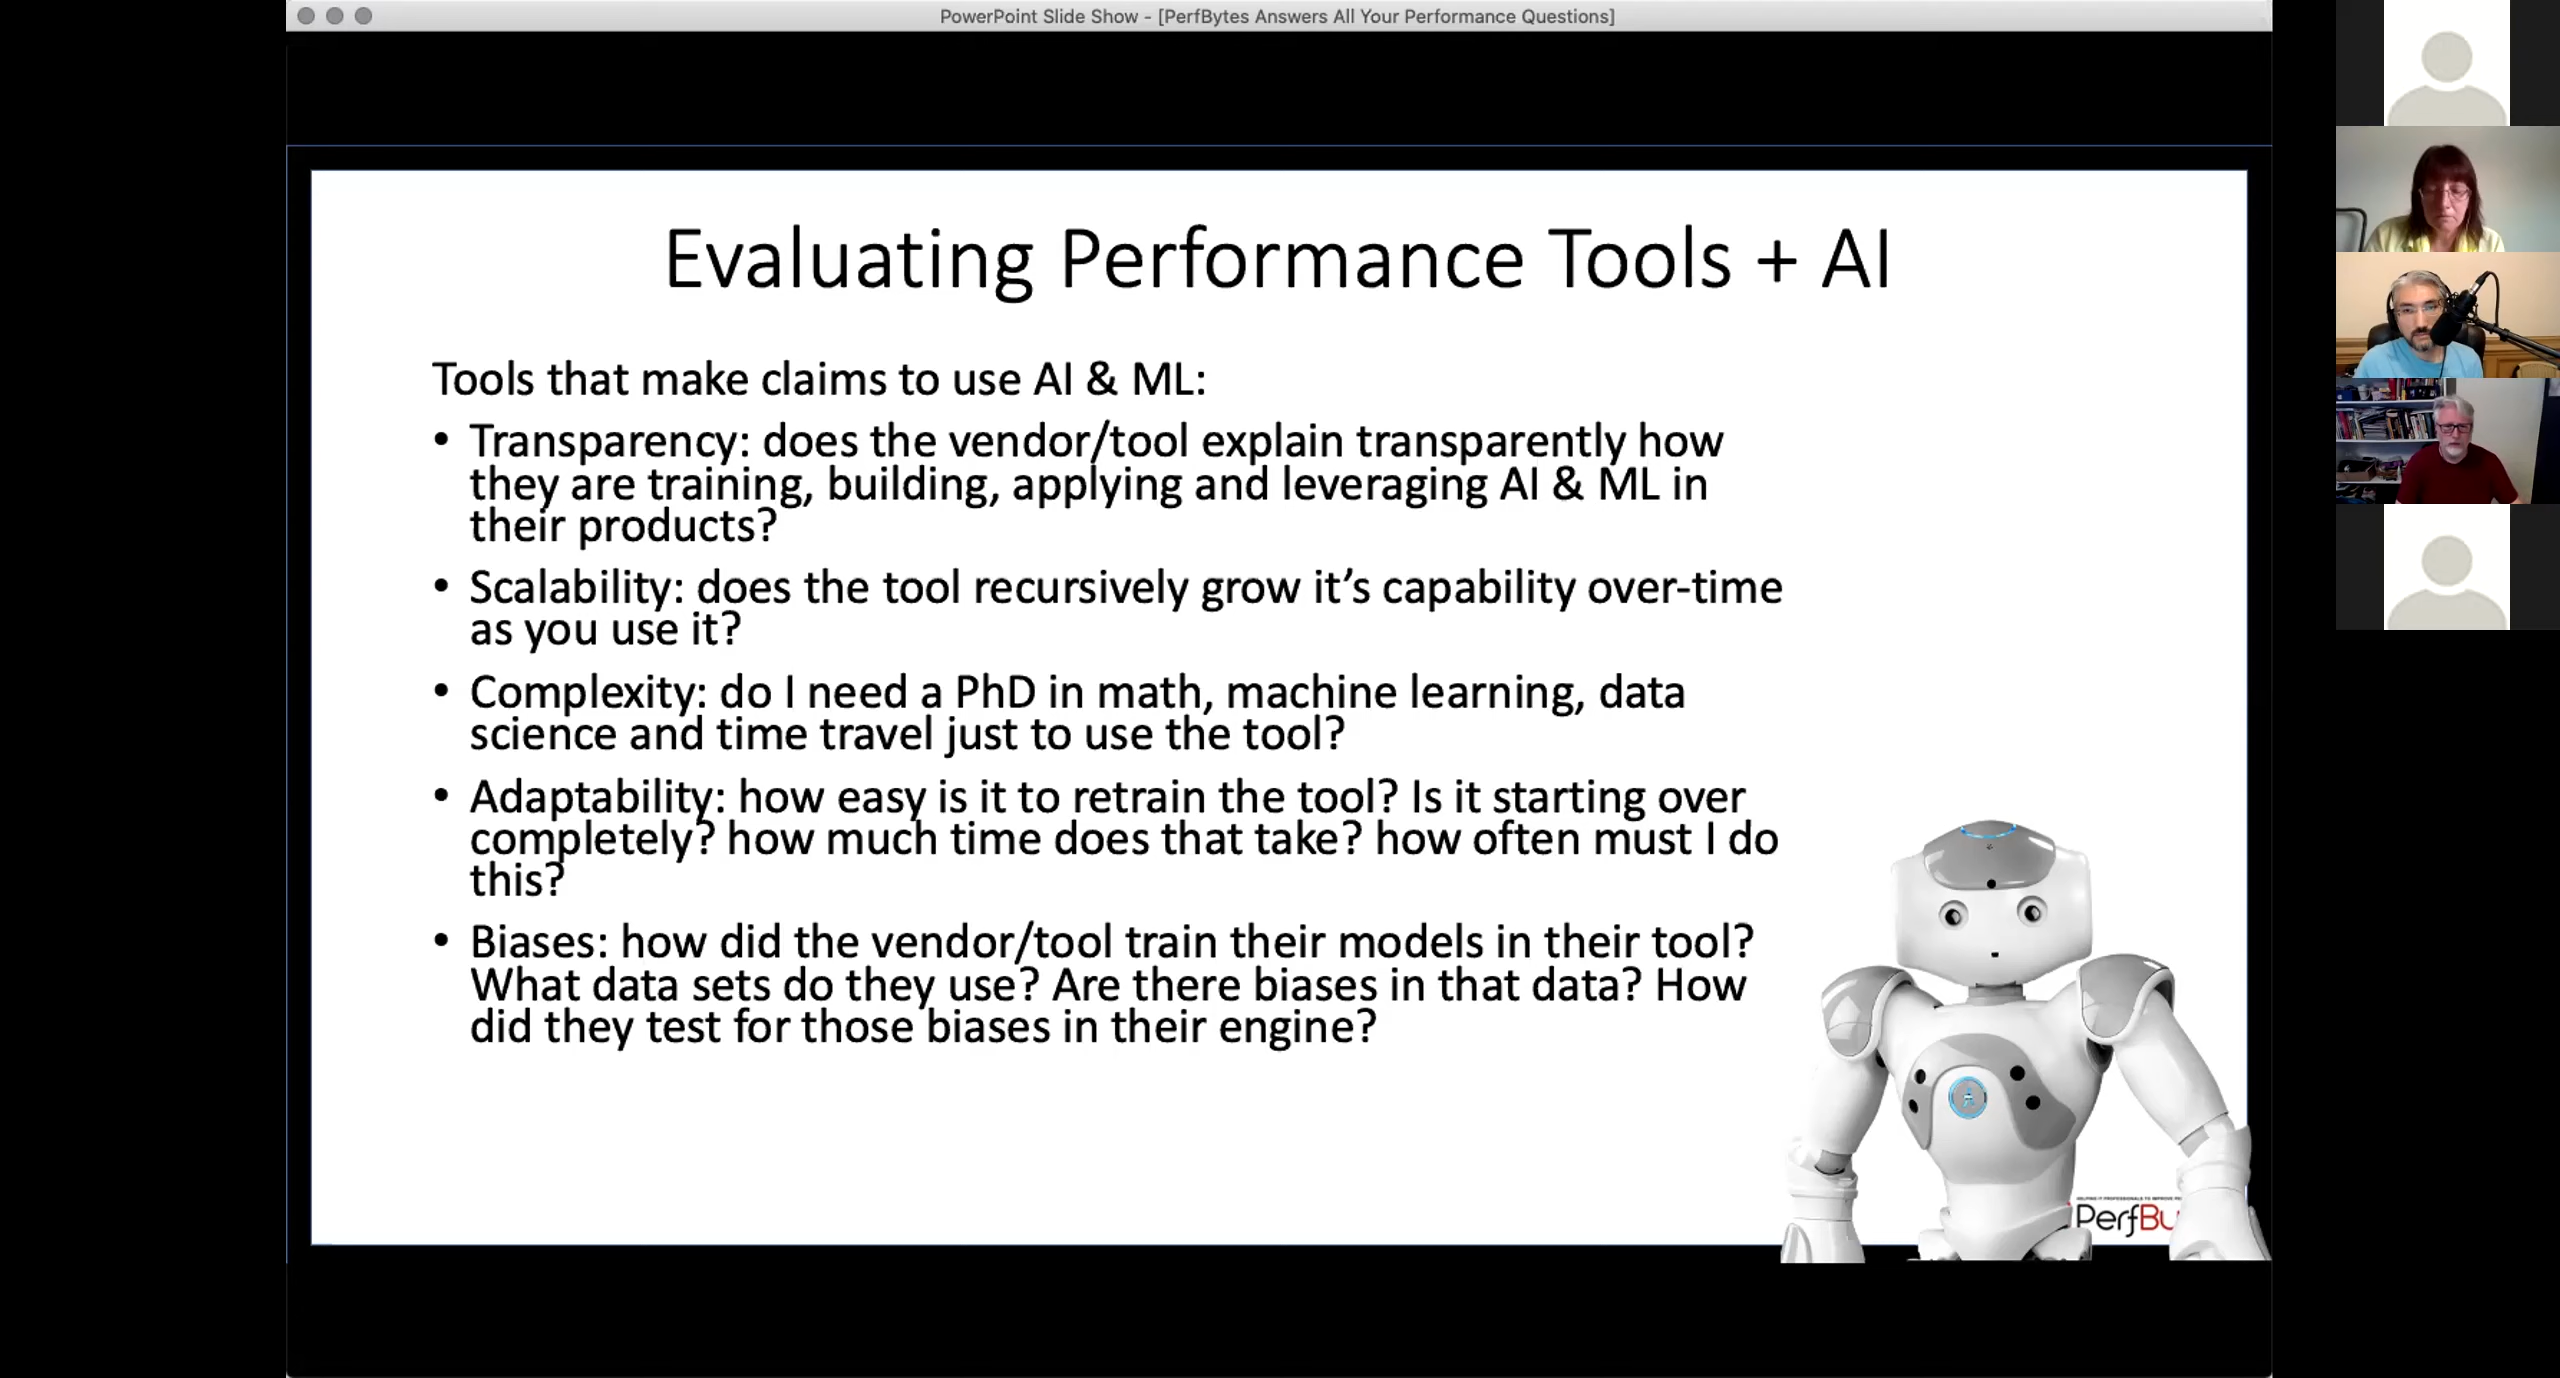 PowerPoint Slide Show - [PerfBytes Answers All Your Performance Questions]
Evaluating Performance Tools + AI
Tools that make claims to use AI & ML:
• Transparency: does the vendor/tool explain transparently how
they are training, building, applying and leveraging AI & ML in
their products?
• Scalability: does the tool recursively grow it’s capability over-time
as you use it?
• Complexity: do I need a PhD in math, machine learning, data
science and time travel just to use the tool?
• Adaptability: how easy is it to retrain the tool? Is it starting over
completely? how much time does that take? how often must I do
this?
• Biases: how did the vendor/tool train their models in their tool?
What data sets do they use? Are there biases in that data? How
did they test for those biases in their engine?
HELPING IT PROFESSIONALS TO IMPROVE
PerfBy